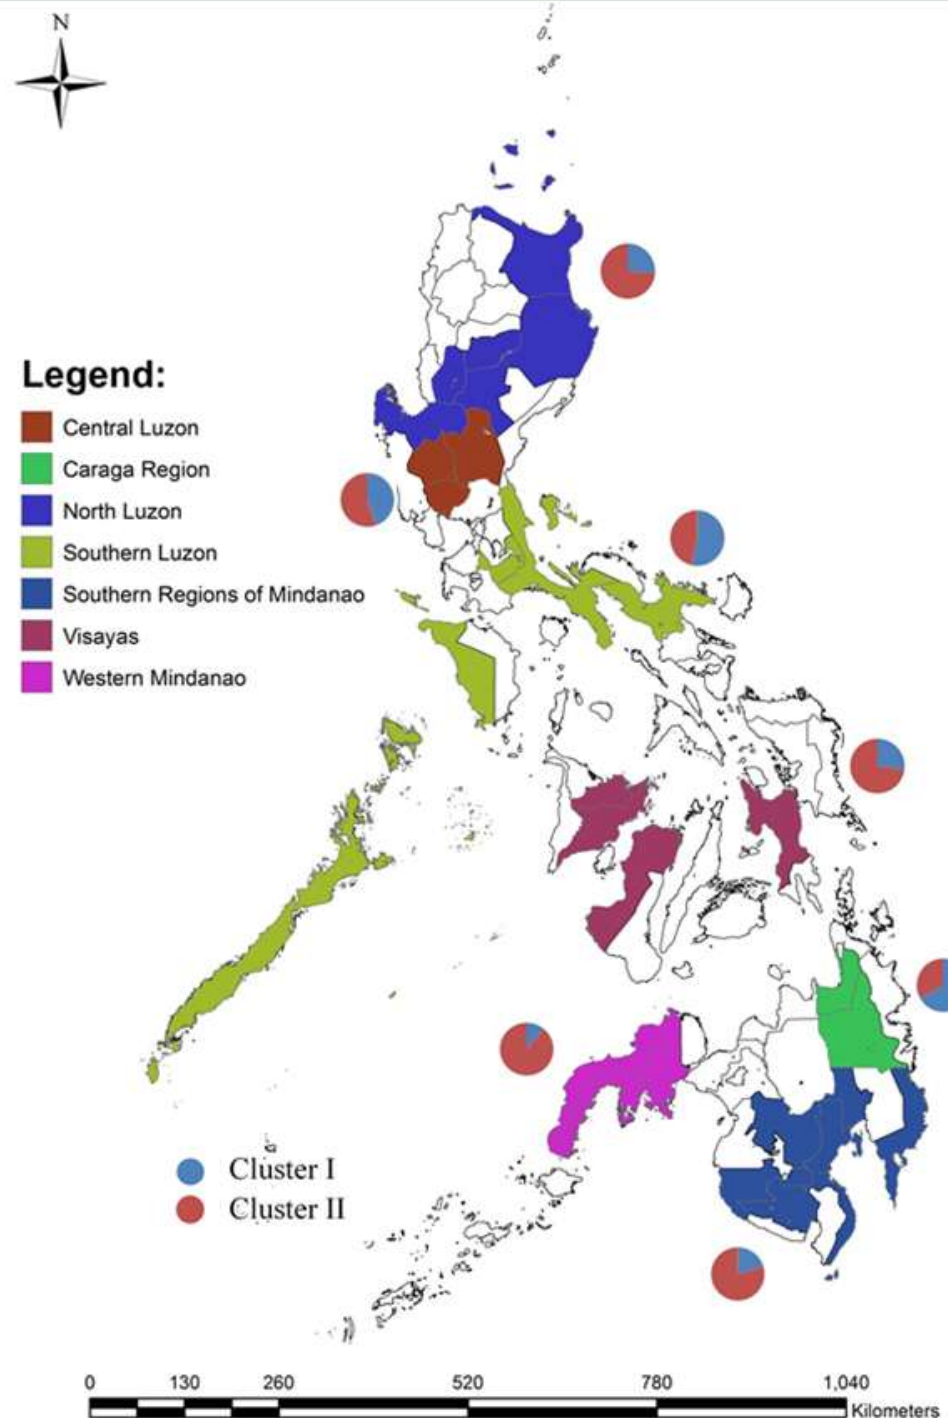 N
Legend:
Central Luzon
Caraga Region
North Luzon
Southern Luzon
Southern Regions of Mindanao
Visayas
Western Mindanao
Cluster I
Cluster II
0 130 260 520 780 1,040
Kilometers